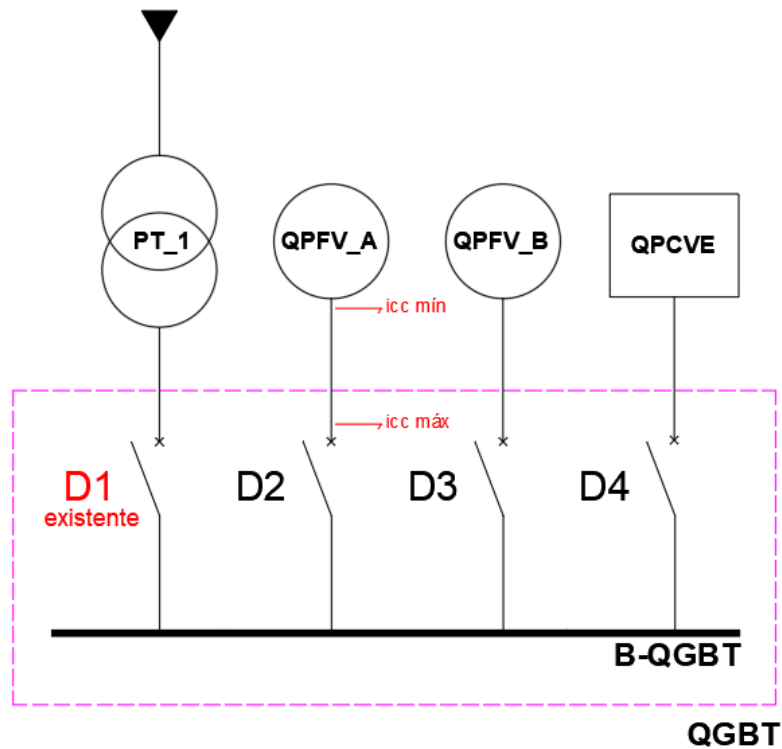 PT_1
QPFV_A
QPFV_B
QPCVE
icc mín
icc máx
D1
existente
D2
D3
D4
B-QGBT
QGBT